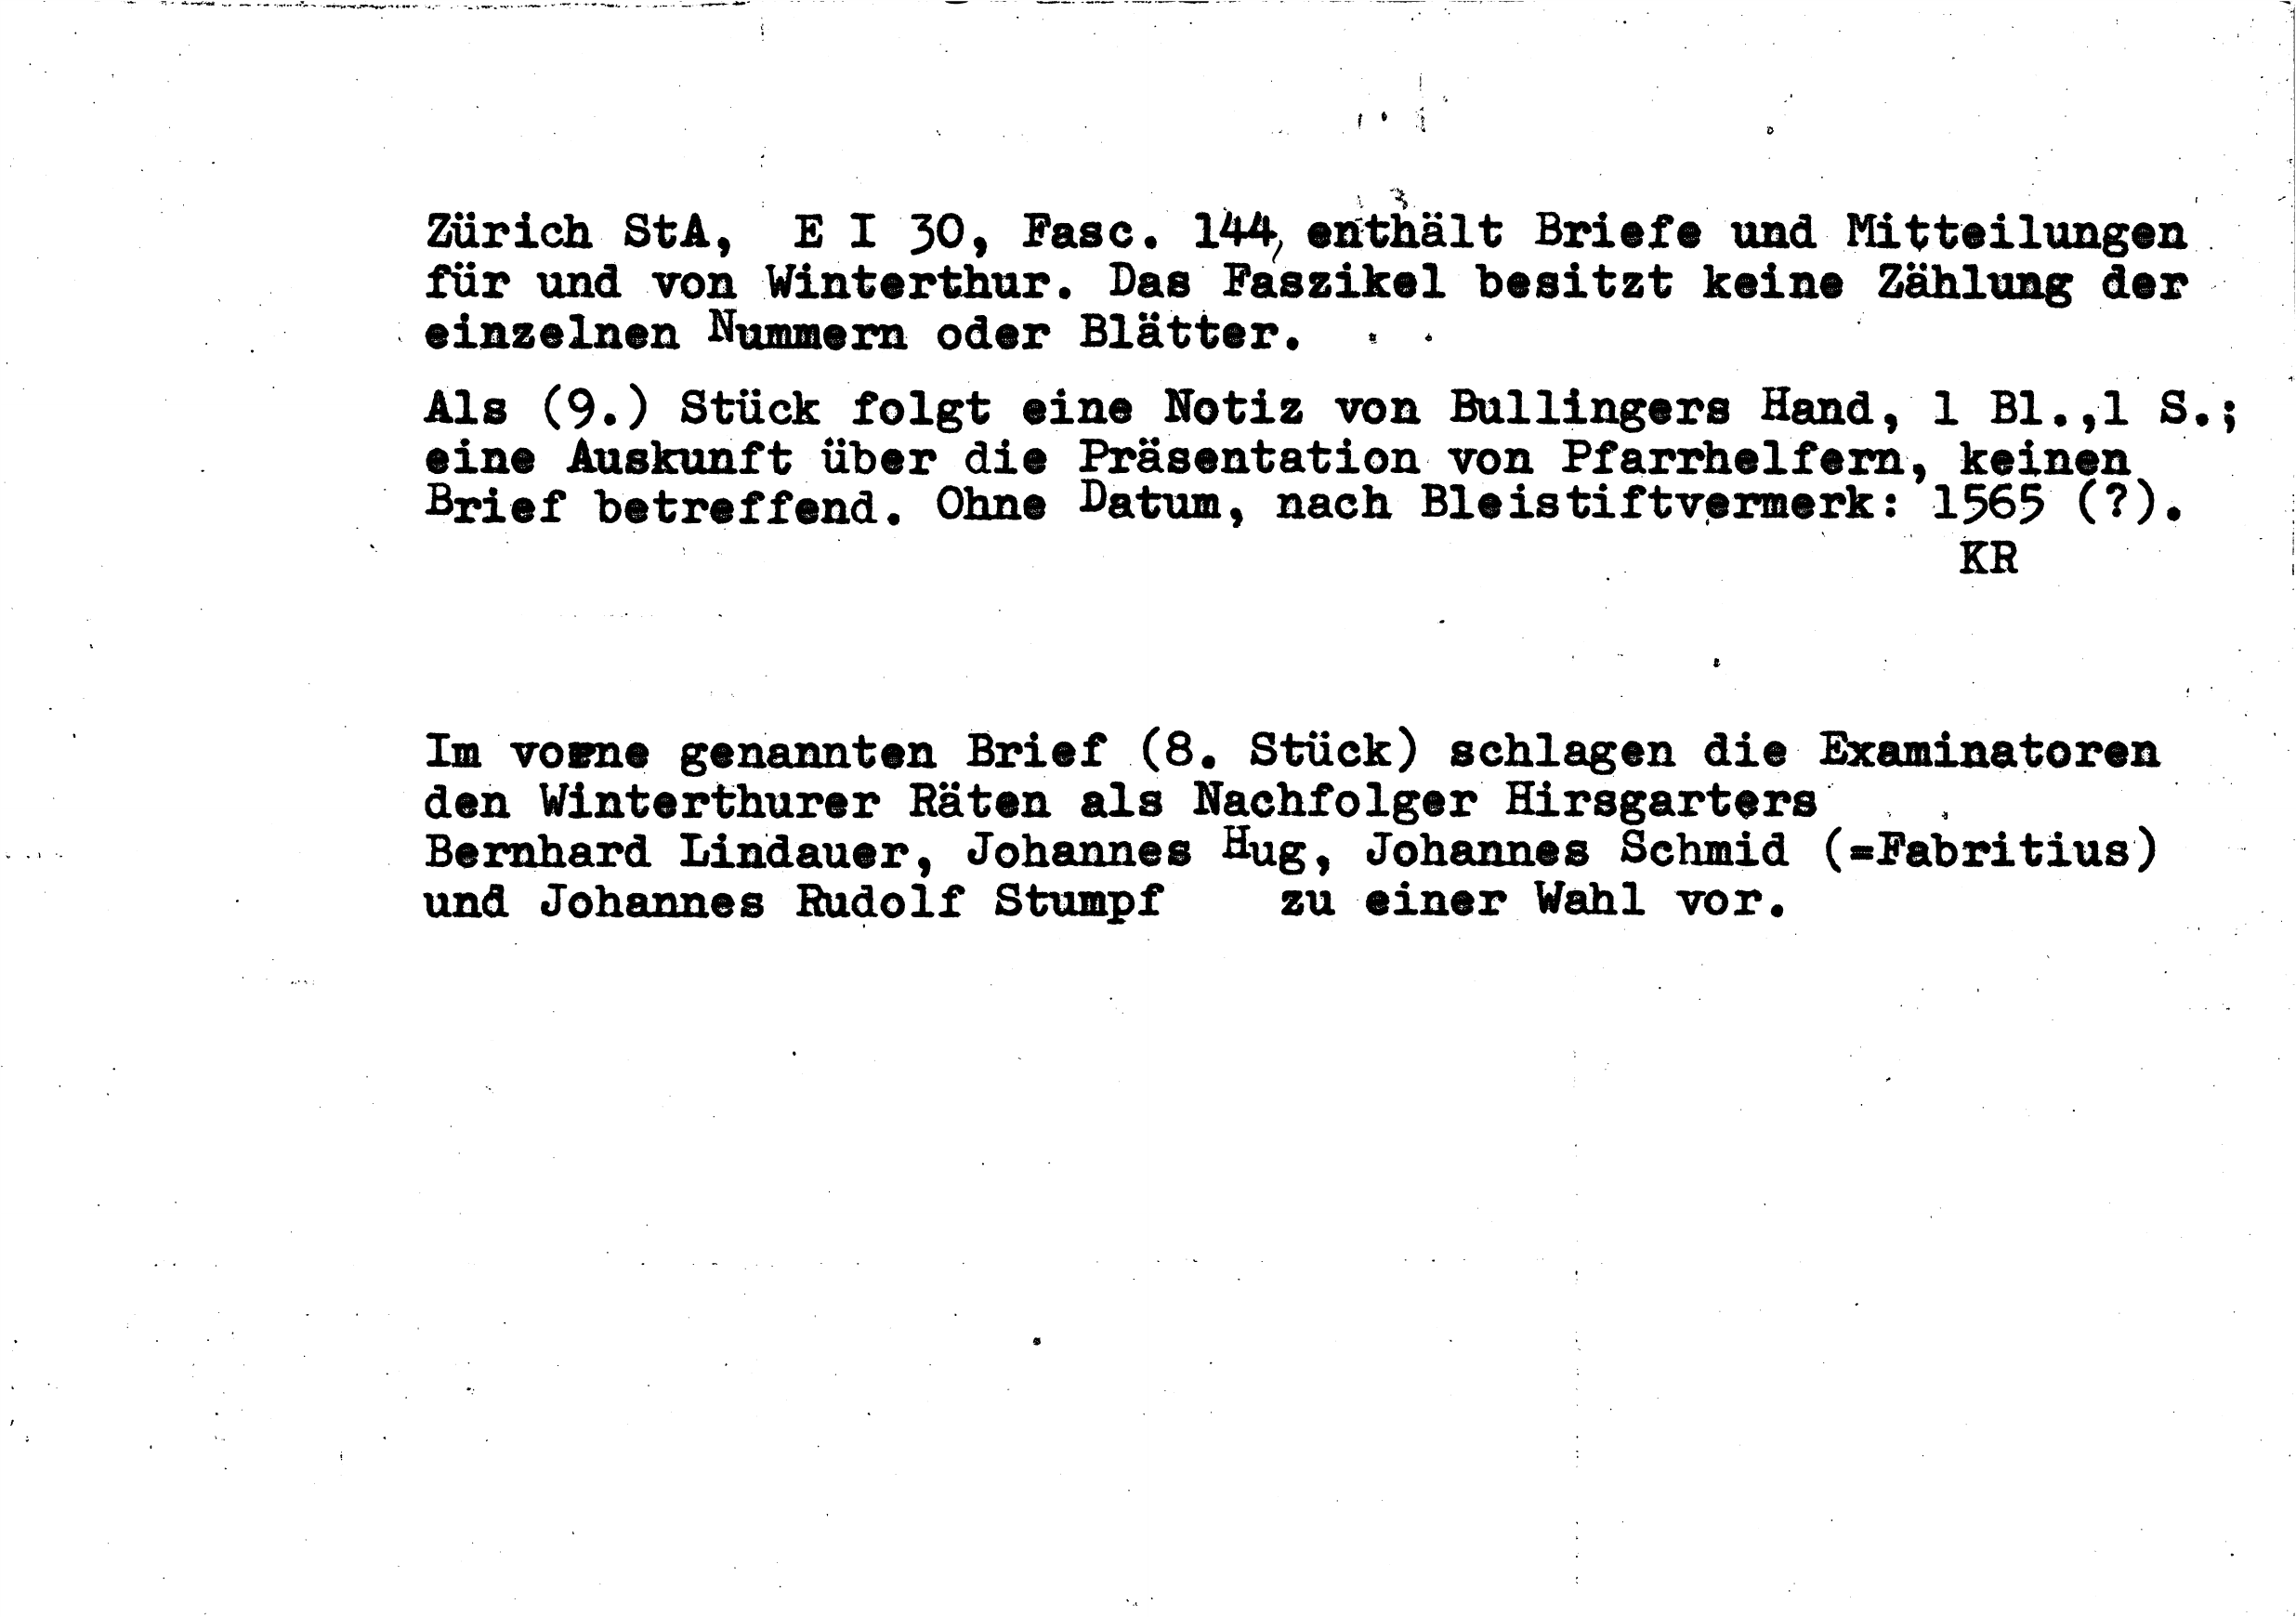 Zürich StA, E I 30, Fasc. 144, enthält Briefe und Mitteilungen
für und von Winterthur. Das Faszikel besitzt keine Zählung der
einzelnen Nummern oder Blätter.
Als (9.) Stück folgt eine Notiz von Bullingers Hand, 1 Bl.,1 S.;
eine Auskunft über die Präsentation von Pfarrhelfern, keinen
Brief betreffend. Ohne Datum, nach Bleistiftvermerk: 1565 (?).
KR
Im vorne genannten Brief (8. Stück) schlagen die Examinatoren
den Winterthurer Räten als Nachfolger Hirsgarters
Bernhard Lindauer, Johannes Hug, Johannes Schmid (=Fabritius)
und Johannes Rudolf Stumpf zu einer Wahl vor.